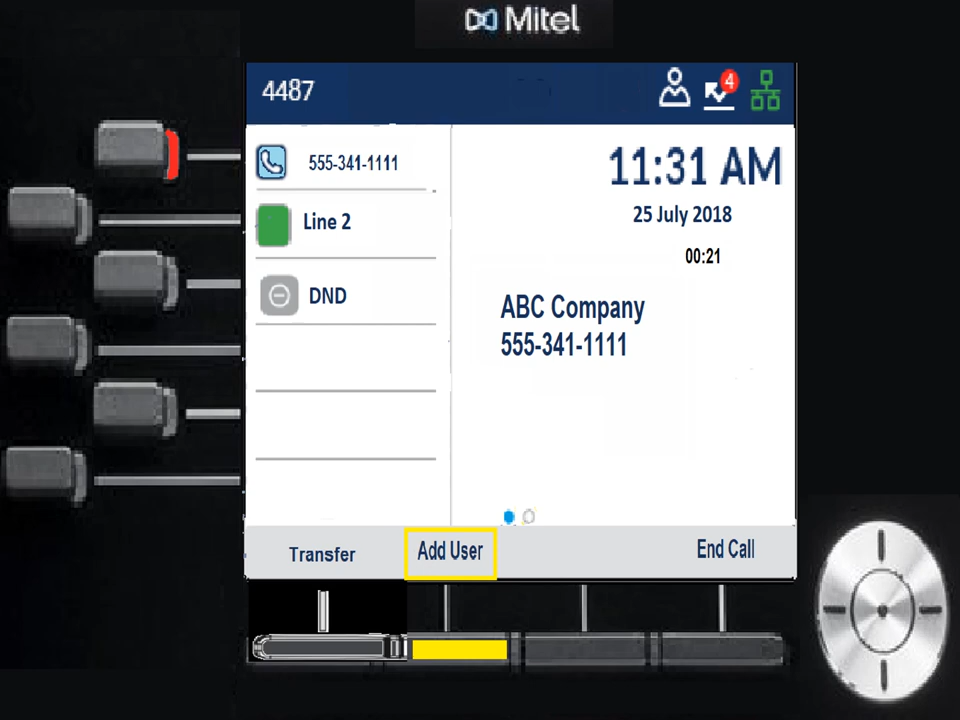 Mitel
4487
4
555-341-1111
11:31 AM
Line 2
25 July 2018
00:21
DND
ABC Company
555-341-1111
Transfer
Add User
End Call